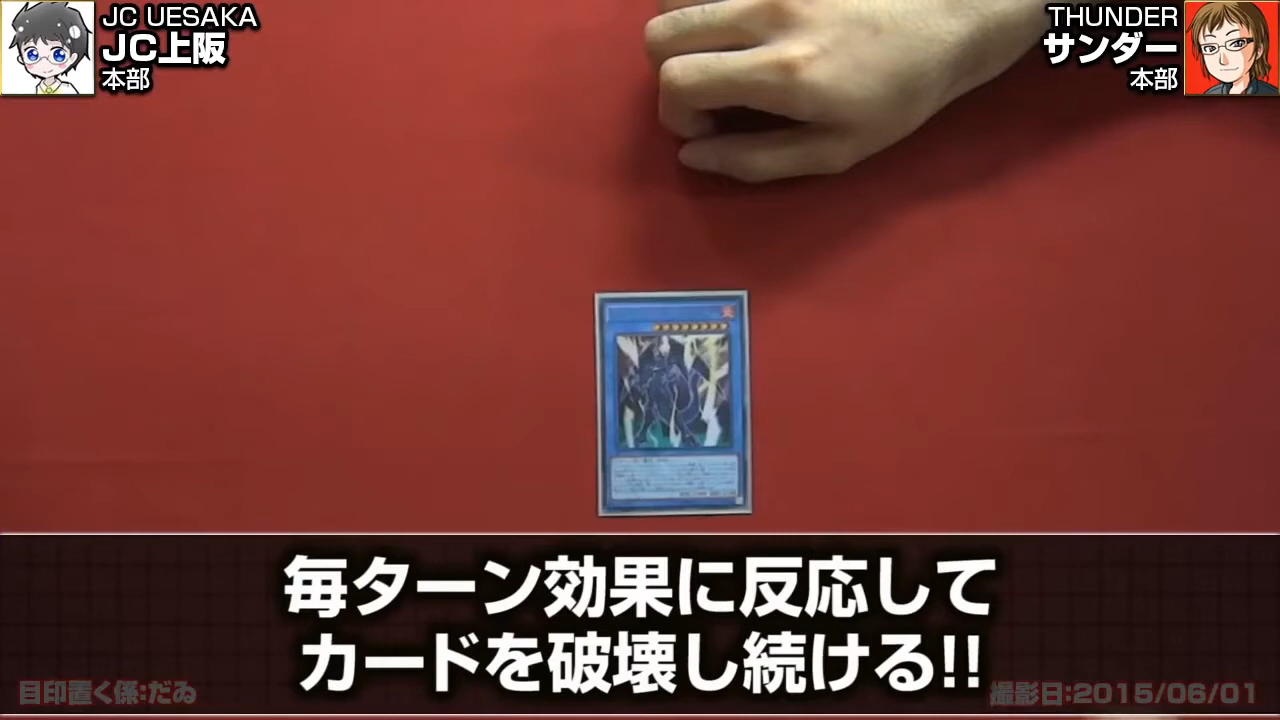 JC UESAKA
JC上阪
本部
THUNDER
サンダー
本部
毎ターン効果に反応して
カードを破壊し続ける!!
目印置く係:だゐ
撮影日:2015/06/01